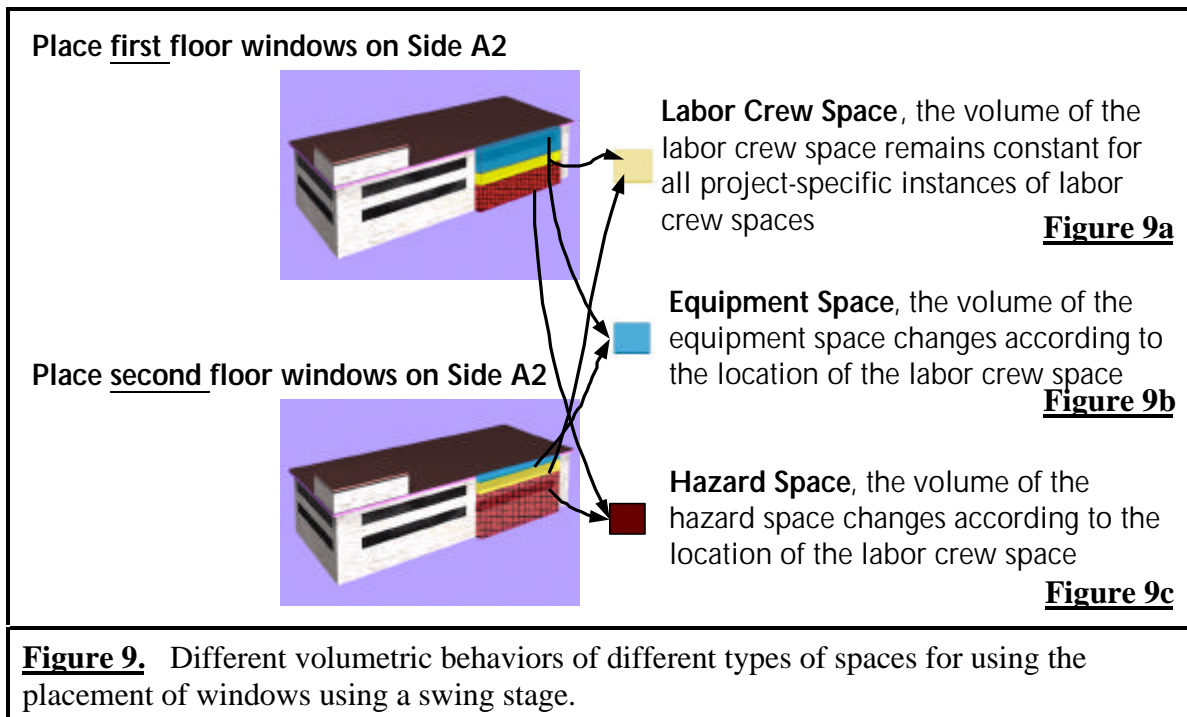 Place first floor windows on Side A2
Labor Crew Space, the volume of the
labor crew space remains constant for
all project-specific instances of labor
crew spaces
Figure 9a
Equipment Space, the volume of the
equipment space changes according to
the location of the labor crew space
Figure 9b
Place second floor windows on Side A2
Hazard Space, the volume of the
hazard space changes according to the
location of the labor crew space
Figure 9c
Figure 9. Different volumetric behaviors of different types of spaces for using the
placement of windows using a swing stage.